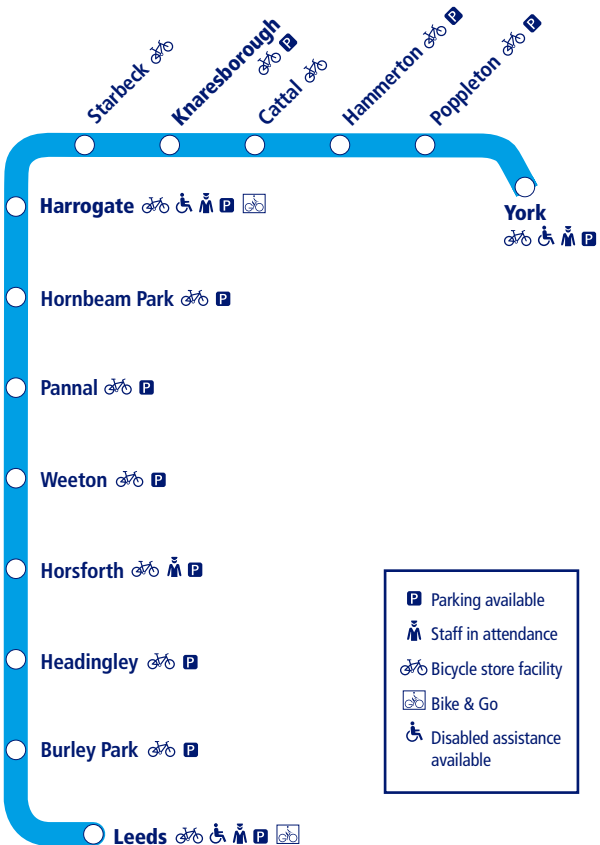 Starbeck
Knaresborough
P
Cattal
Hammerton P
Poppleton P
Harrogate P
York
P
Hornbeam Park P
Pannal P
Weeton P
Horsforth P
Headingley P
Burley Park P
Leeds P
P Parking available
Staff in attendance
Bicycle store facility
Bike & Go
Disabled assistance
available